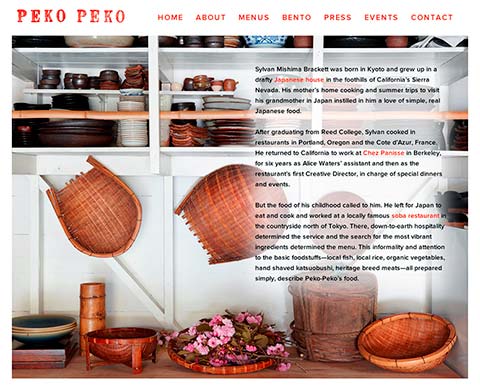 PEKO PEKO
HOME ABOUT MENUS BENTO PRESS EVENTS CONTACT
Sylvan Mishima Brackett was born in Kyoto and grew up in a
drafty Japanese house in the foothills of California's Sierra
Nevada. His mother's home cooking and summer trips to visit
his grandmother in Japan instilled in him a love of simple, real
Japanese food.
After graduating from Reed College, Sylvan cooked in
restaurants in Portland, Oregon and the Cote d'Azur, France.
He returned to California to work at Chez Panisse in Berkeley,
for six years as Alice Waters' assistant and then as the
restaurant's first Creative Director, in charge of special dinners
and events.
But the food of his childhood called to him. He left for Japan to
eat and cook and worked at a locally famous soba restaurant in
the countryside north of Tokyo. There, down-to-earth hospitality
determined the service and the search for the most vibrant
ingredients determined the menu. This informality and attention
to the basic foodstuffs—local fish, local rice, organic vegetables,
hand shaved katsuobushi, heritage breed meats—all prepared
simply, describe Peko-Peko's food.